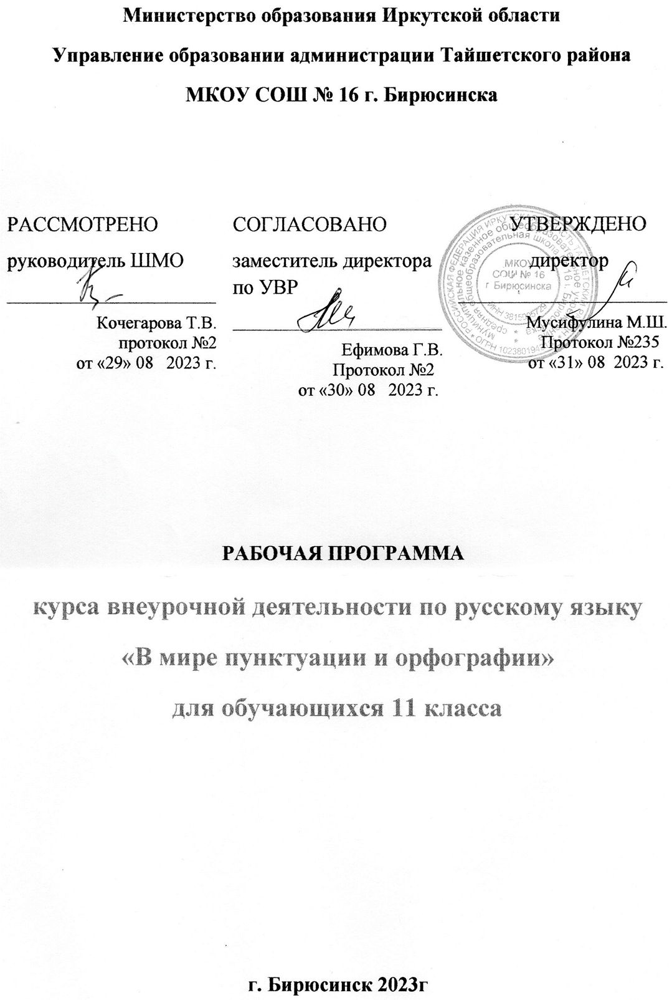 Министерство образования Иркутской области
Управление образовании администрации Тайшетского района
МКОУ СОШ № 16 г. Бирюсинска
РАССМОТРЕНО
руководитель ШМО
Кочегарова Т.В.
протокол №2
от «29» 08 2023 г.
СОГЛАСОВАНО
заместитель директора
по УВР
Ефимова Г.В.
Протокол №2
от «30» 08 2023 г.
УТВЕРЖДЕНО
директор
Мусифулина М.Ш.
Протокол №235
от «31» 08 2023 г.
МКОУ
СОШ № 16
г Бирюсинска
РАБОЧАЯ ПРОГРАММА
курса внеурочной деятельности по русскому языку
«В мире пунктуации и орфографии»
для обучающихся 11 класса
г. Бирюсинск 2023г